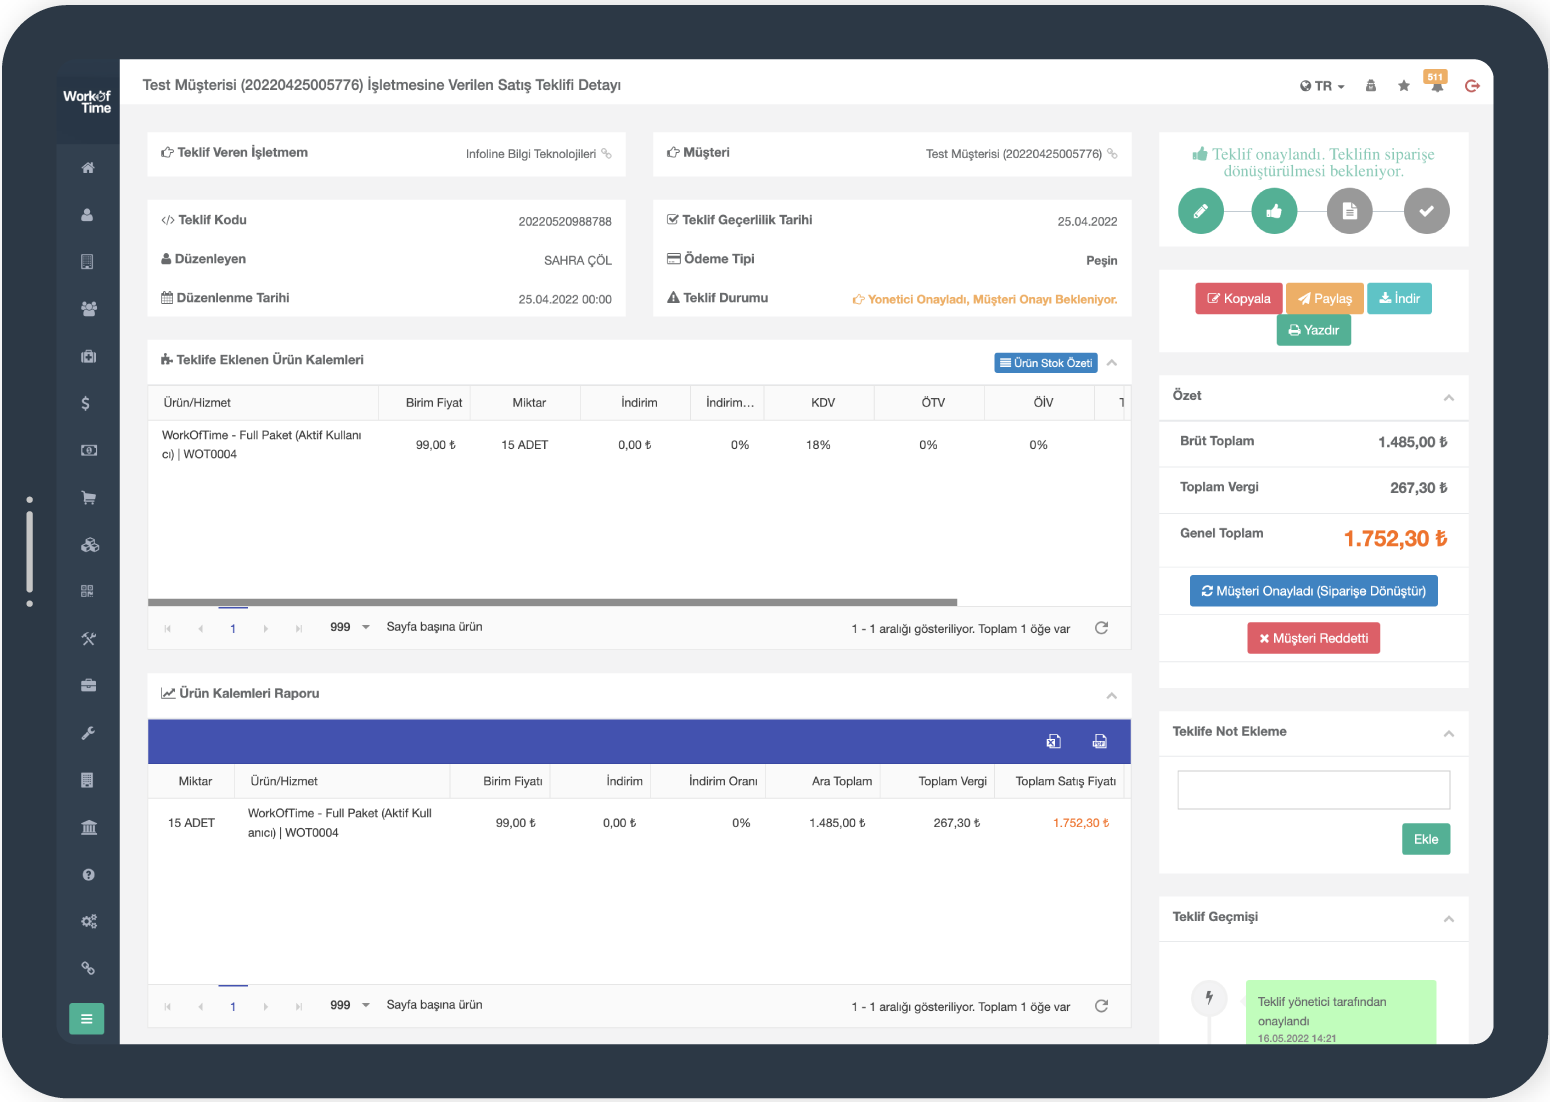 Workof
Time
Test Müşterisi (20220425005776) İşletmesine Verilen Satış Teklifi Detayı
TR
511
Teklif Veren İşletmem
Infoline Bilgi Teknolojileri
Müşteri
Test Müşterisi (20220425005776)
Teklif Kodu
20220520988788
Düzenleyen
SAHRA ÇÖL
Düzenlenme Tarihi
25.04.2022 00:00
Teklif Geçerlilik Tarihi
25.04.2022
Ödeme Tipi
Peşin
Teklif Durumu
Yonetici Onayladı, Müşteri Onayı Bekleniyor.
Teklife Eklenen Ürün Kalemleri
Ürün Stok Özeti
Ürün/Hizmet Birim Fiyat Miktar İndirim İndirim... KDV ÖTV ÖİV
WorkOfTime - Full Paket (Aktif Kullanı
cı) | WOT0004
99,00 ₺ 15 ADET 0,00 ₺ 0% 18% 0% 0%
1 999 Sayfa başına ürün
1 - 1 aralığı gösteriliyor. Toplam 1 öğe var
Ürün Kalemleri Raporu
Miktar Ürün/Hizmet Birim Fiyatı İndirim İndirim Oranı Ara Toplam Toplam Vergi Toplam Satış Fiyatı
15 ADET
WorkOfTime - Full Paket (Aktif Kull
anıcı) | WOT0004
99,00 ₺ 0,00 ₺ 0% 1.485,00 ₺ 267,30 ₺ 1.752,30 ₺
1 999 Sayfa başına ürün
1 - 1 aralığı gösteriliyor. Toplam 1 öğe var
Teklif onaylandı. Teklifin siparişe
dönüştürülmesi bekleniyor.
Kopyala
Paylaş
İndir
Yazdır
Özet
Brüt Toplam
1.485,00 ₺
Toplam Vergi
267,30 ₺
Genel Toplam
1.752,30 ₺
Müşteri Onayladı (Siparişe Dönüştür)
Müşteri Reddetti
Teklife Not Ekleme
Ekle
Teklif Geçmişi
Teklif yönetici tarafından
onaylandı
16.05.2022 14:21